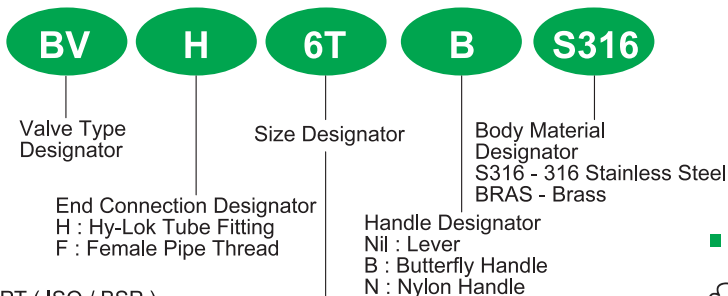 BV H 6T B S316
Valve Type
Designator
Size Designator
Body Material
Designator
S316 - 316 Stainless Steel
BRAS - Brass
End Connection Designator
H : Hy-Lok Tube Fitting
F : Female Pipe Thread
Handle Designator
Nil : Lever
B : Butterfly Handle
N : Nylon Handle